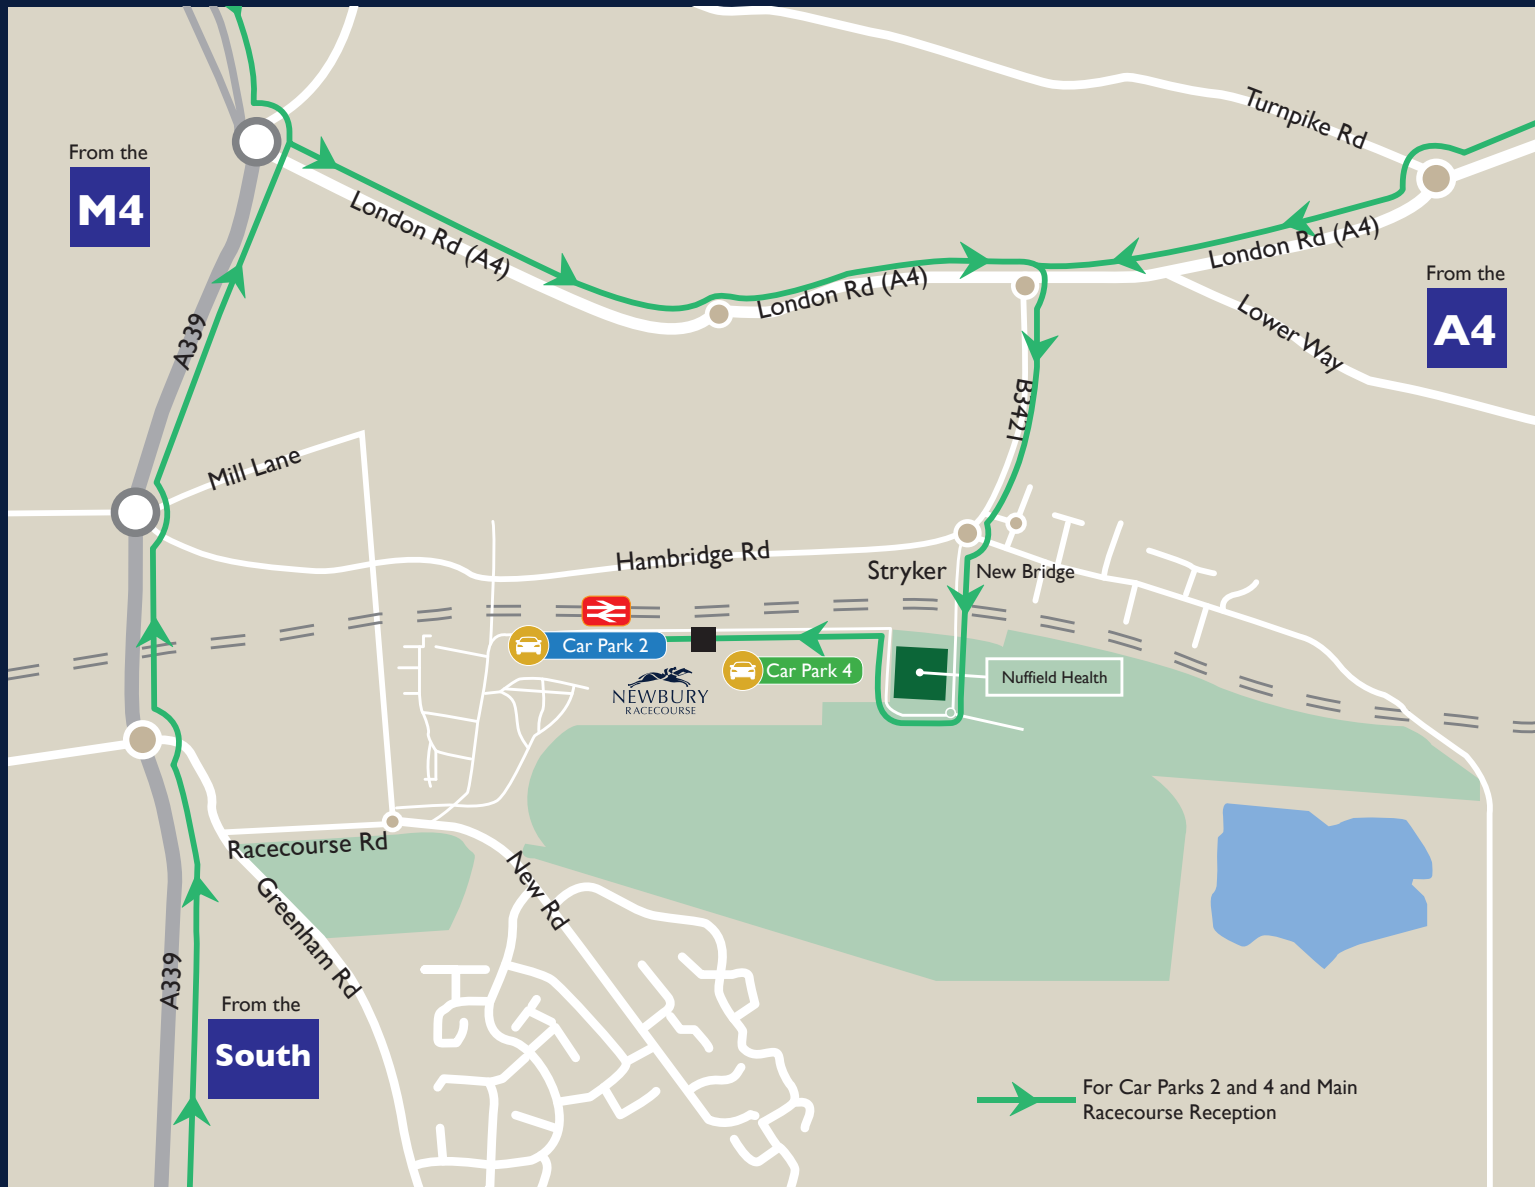 Turnpike Rd
From the
M4
London Rd (A4)
London Rd (A4)
London Rd (A4)
From the
A4
Lower Way
A339
B3421
Mill Lane
Hambridge Rd
Stryker
New Bridge
Car Park 2
Car Park 4
Nuffield Health
NEWBURY
RACECOURSE
Racecourse Rd
New Rd
Greenham Rd
A339
From the
South
For Car Parks 2 and 4 and Main
Racecourse Reception